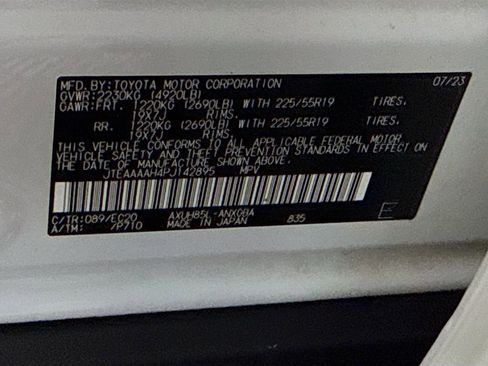 MFD.BY:TOYOTA MOTOR CORPORATION 07/23
GVWR:2230KG (4920LB)
GAWR:FRT. 1220KG (2690LB) WITH 225/55R19 TIRES,
19X7J RIMS.
RR. 1220KG (2690LB) WITH 225/55R19 TIRES,
19X7J RIMS.
THIS VEHICLE CONFORMS TO ALL APPLICABLE FEDERAL MOTOR
VEHICLE SAFETY AND THEFT PREVENTION STANDARDS IN EFFECT
ON THE DATE OF MANUFACTURE SHOWN ABOVE.
JTEAAAAH4PJ142895 MPV
C/TR:089/EC20 AXUH85L-ANXGBA 835
A/TM: /P710 MADE IN JAPAN E